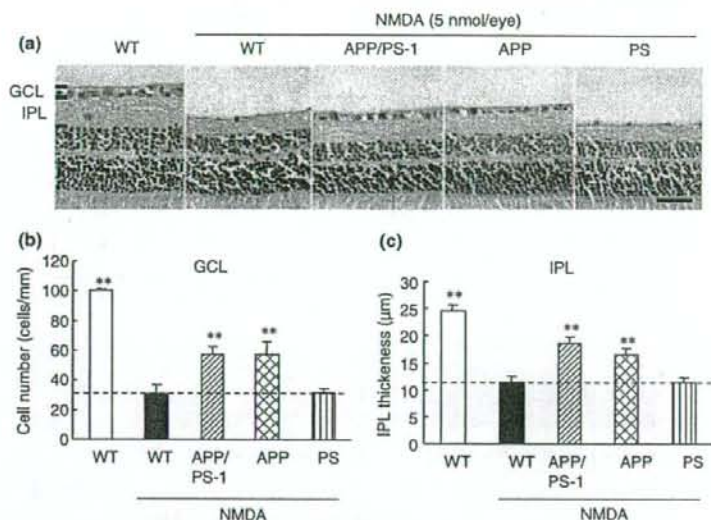 NMDA (5 nmol/eye)
(a) WT WT APP/PS-1 APP PS
GCL
IPL
(b) GCL
Cell number (cells/mm)
120
100
80
60
40
20
0
** ** **
WT WT APP/ APP PS
PS-1
NMDA
(c) IPL
IPL thickeness (μm)
30
25
20
15
10
5
0
** ** **
WT WT APP/ APP PS
PS-1
NMDA